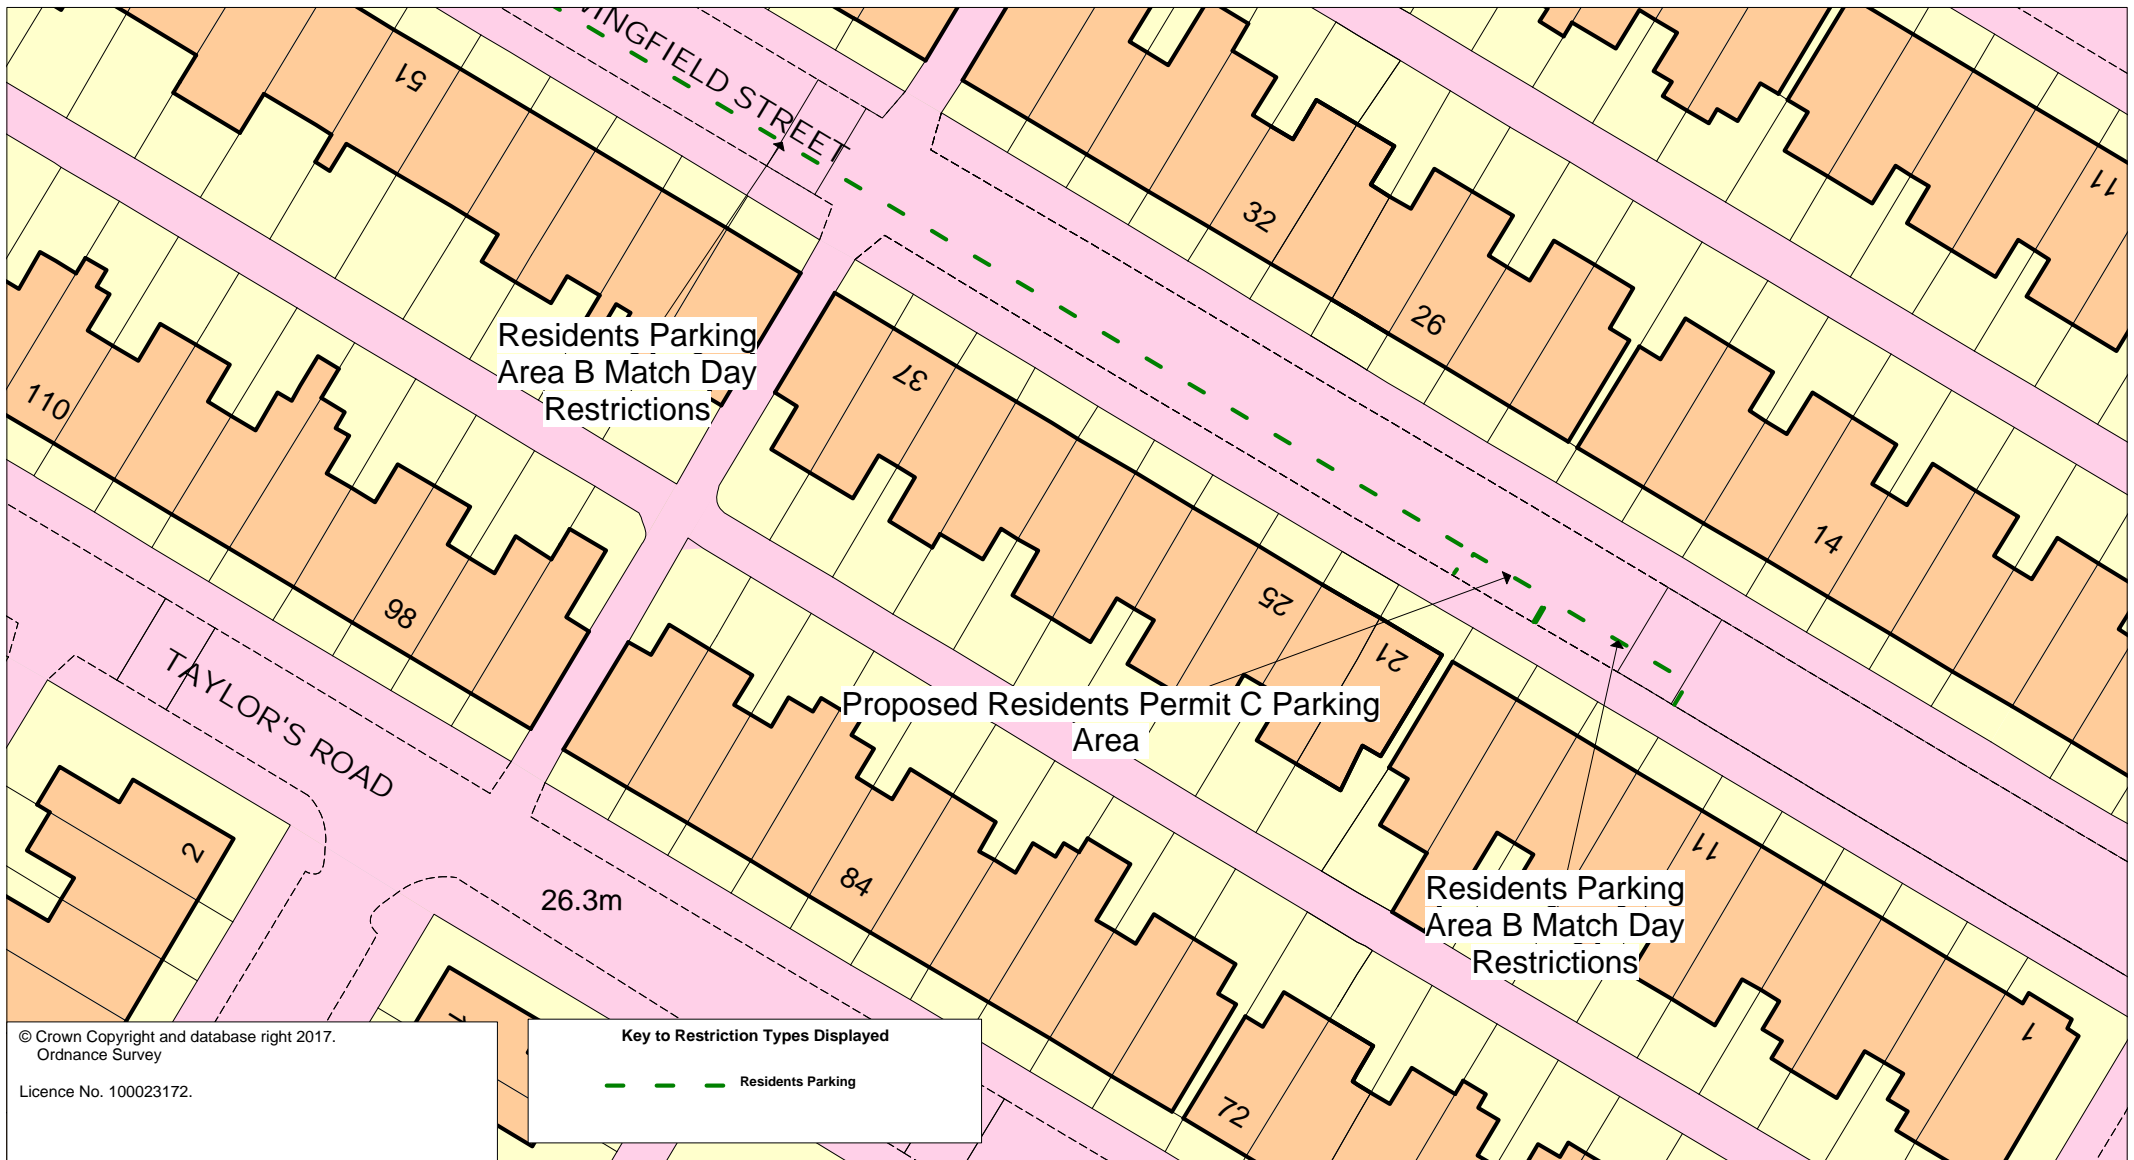 WINGFIELD STREET
51
11
32
26
Residents Parking
Area B Match Day
Restrictions
37
110
14
98
25
21
TAYLOR'S ROAD
Proposed Residents Permit C Parking
Area
2
84
26.3m
11
Residents Parking
Area B Match Day
Restrictions
1
72
© Crown Copyright and database right 2017.
Ordnance Survey
Licence No. 100023172.
Key to Restriction Types Displayed
Residents Parking